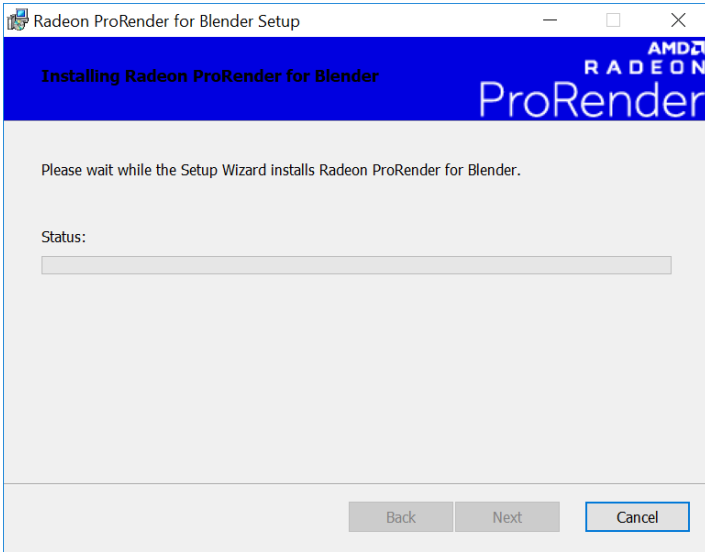 Radeon ProRender for Blender Setup
AMD
RADEON
ProRender
Installing Radeon ProRender for Blender
Please wait while the Setup Wizard installs Radeon ProRender for Blender.
Status:
Back
Next
Cancel